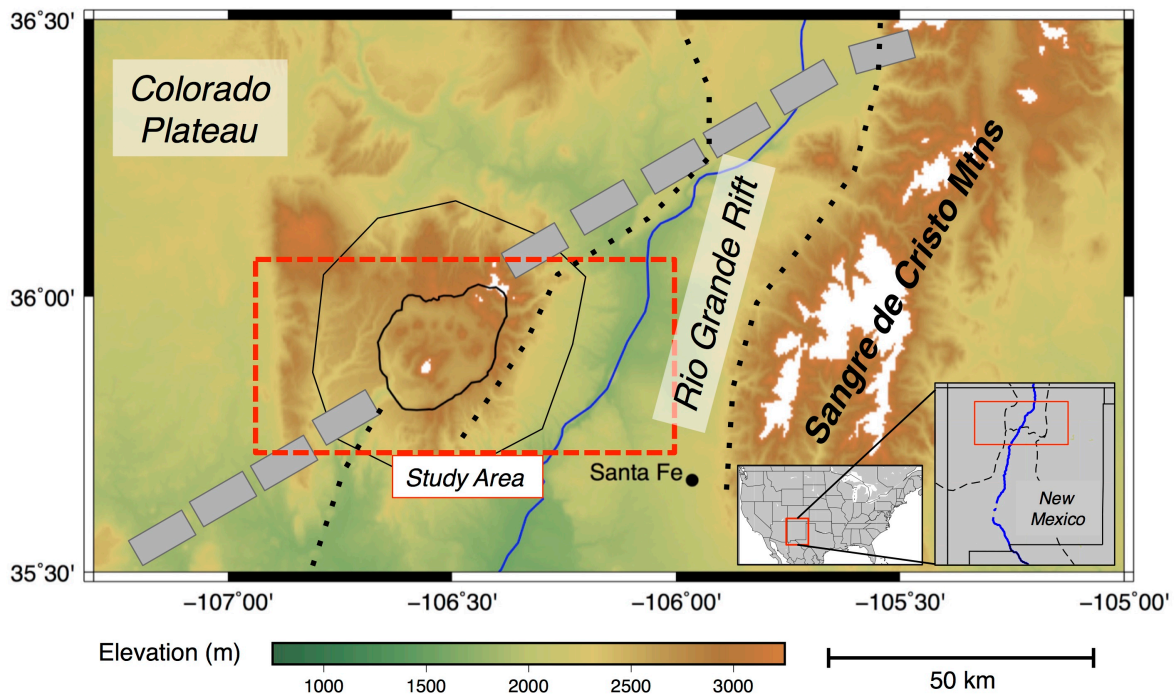 36˚30'
36˚00'
35˚30'
Colorado
Plateau
Rio Grande Rift
Sangre de Cristo Mtns
Study Area
Santa Fe
New
Mexico
−107˚00'
−106˚30'
−106˚00'
−105˚30'
−105˚00'
Elevation (m)
1000
1500
2000
2500
3000
50 km